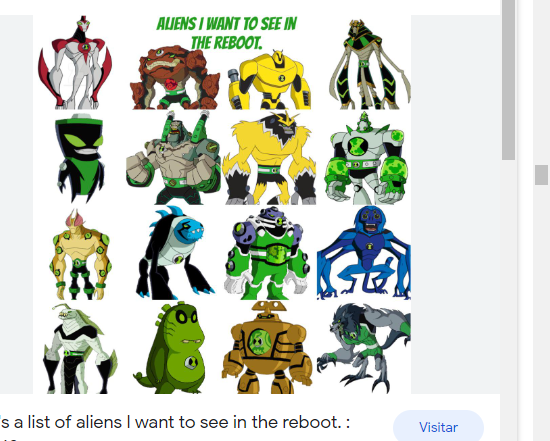 ALIENS I WANT TO SEE IN
THE REBOOT.
's a list of aliens I want to see in the reboot. :
Visitar